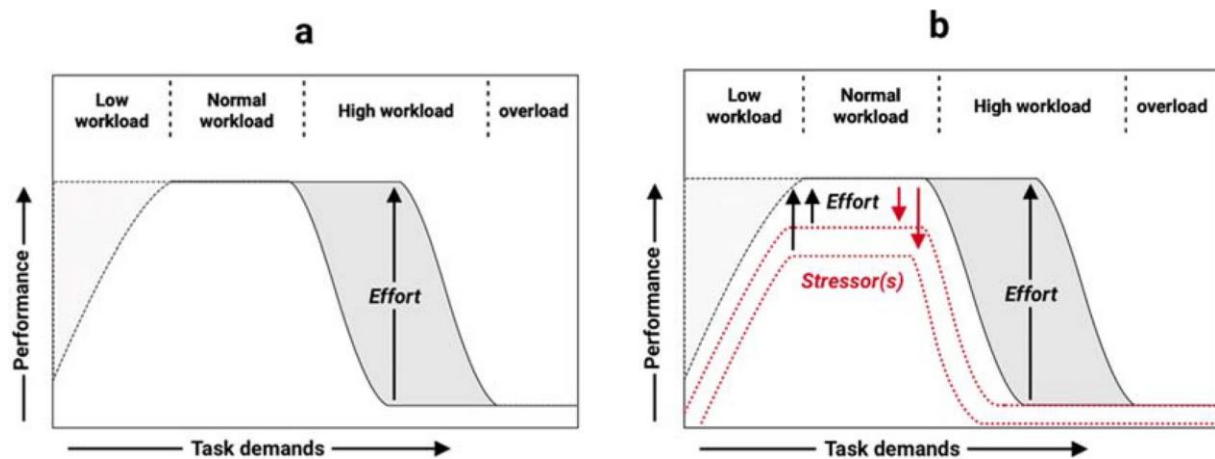 a
Low
workload
Normal
workload
High workload
overload
Effort
Performance
Task demands
b
Low
workload
Normal
workload
High workload
overload
Effort
Stressor(s)
Effort
Performance
Task demands